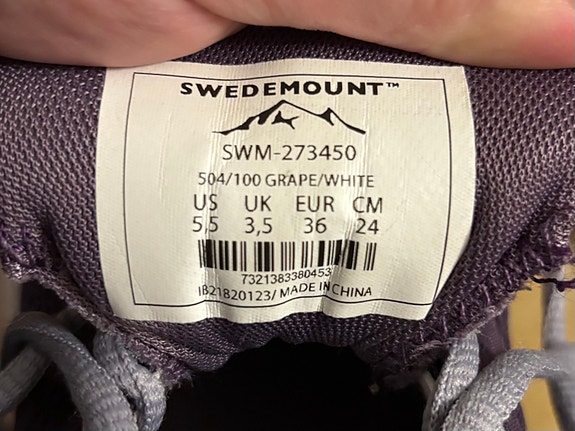 SWEDEMOUNT™
SWM-273450
504/100 GRAPE/WHITE
US UK EUR CM
5,5 3,5 36 24
7321383380453
IB21820123/ MADE IN CHINA